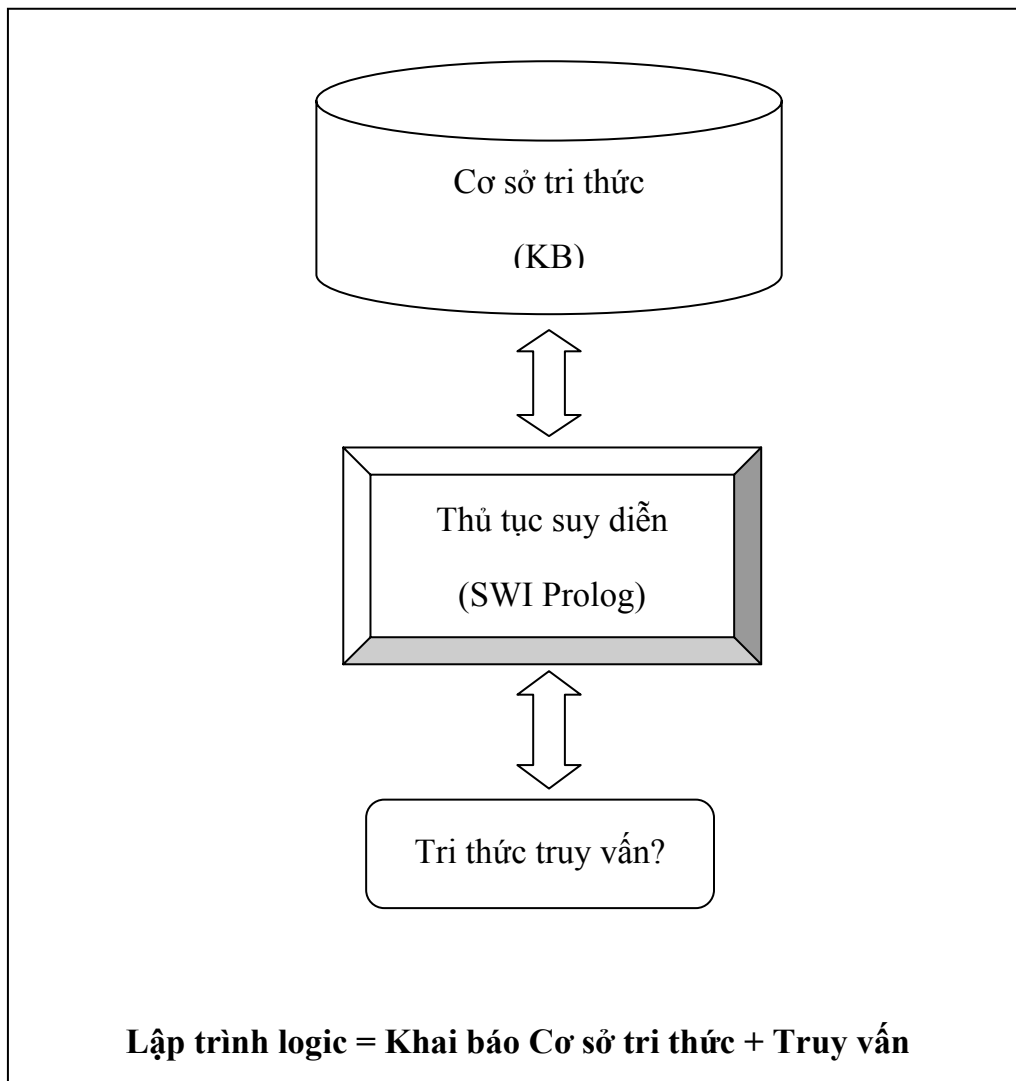 Cơ sở tri thức
(KB)
Thủ tục suy diễn
(SWI Prolog)
Tri thức truy vấn?
Lập trình logic = Khai báo Cơ sở tri thức + Truy vấn